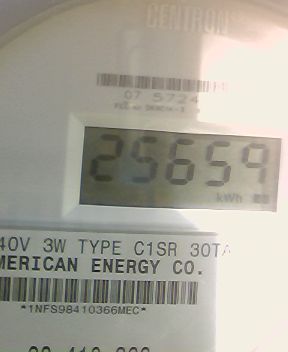 CENTRON
07 5724
25659
kWh
40V 3W TYPE C1SR 30TA
MERICAN ENERGY CO.
*1NFS98410366MEC*